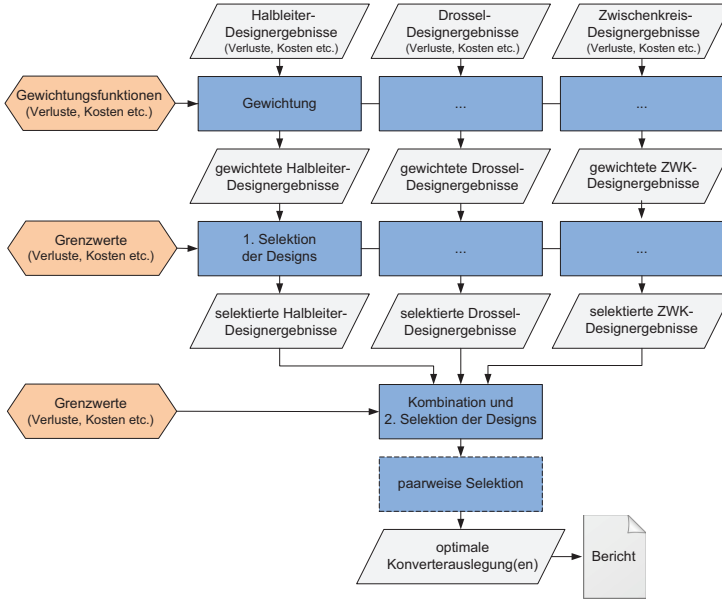 Halbleiter-
Designergebnisse
(Verluste, Kosten etc.)
Drossel-
Designergebnisse
(Verluste, Kosten etc.)
Zwischenkreis-
Designergebnisse
(Verluste, Kosten etc.)
Gewichtungsfunktionen
(Verluste, Kosten etc.)
Gewichtung
...
...
gewichtete Halbleiter-
Designergebnisse
gewichtete Drossel-
Designergebnisse
gewichtete ZWK-
Designergebnisse
Grenzwerte
(Verluste, Kosten etc.)
1. Selektion
der Designs
...
...
selektierte Halbleiter-
Designergebnisse
selektierte Drossel-
Designergebnisse
selektierte ZWK-
Designergebnisse
Grenzwerte
(Verluste, Kosten etc.)
Kombination und
2. Selektion der Designs
paarweise Selektion
optimale
Konverterauslegung(en)
Bericht